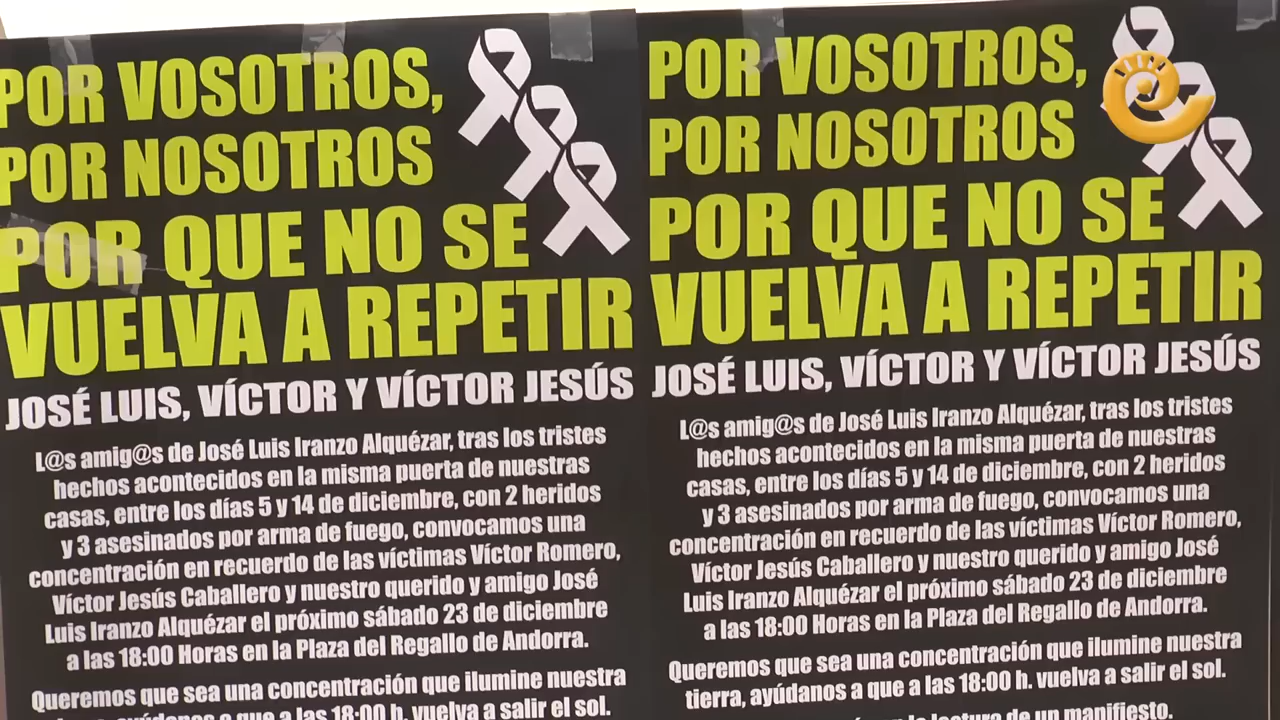 POR VOSOTROS,
POR NOSOTROS
POR QUE NO SE
VUELVA A REPETIR
JOSÉ LUIS, VÍCTOR Y VÍCTOR JESÚS
L@s amig@s de José Luis Iranzo Alquézar, tras los tristes
hechos acontecidos en la misma puerta de nuestras
casas, entre los días 5 y 14 de diciembre, con 2 heridos
y 3 asesinados por arma de fuego, convocamos una
concentración en recuerdo de las víctimas Víctor Romero,
Víctor Jesús Caballero y nuestro querido y amigo José
Luis Iranzo Alquézar el próximo sábado 23 de diciembre
a las 18:00 Horas en la Plaza del Regallo de Andorra.
Queremos que sea una concentración que ilumine nuestra
ayúdanos a que a las 18:00 h. vuelva a salir el sol.
POR VOSOTROS,
POR NOSOTROS
POR QUE NO SE
VUELVA A REPETIR
JOSÉ LUIS, VÍCTOR Y VÍCTOR JESÚS
L@s amig@s de José Luis Iranzo Alquézar, tras los tristes
hechos acontecidos en la misma puerta de nuestras
casas, entre los días 5 y 14 de diciembre, con 2 heridos
y 3 asesinados por arma de fuego, convocamos una
concentración en recuerdo de las víctimas Víctor Romero,
Víctor Jesús Caballero y nuestro querido y amigo José
Luis Iranzo Alquézar el próximo sábado 23 de diciembre
a las 18:00 Horas en la Plaza del Regallo de Andorra.
Queremos que sea una concentración que ilumine nuestra
tierra, ayúdanos a que a las 18:00 h. vuelva a salir el sol.
lectura de un manifiesto.